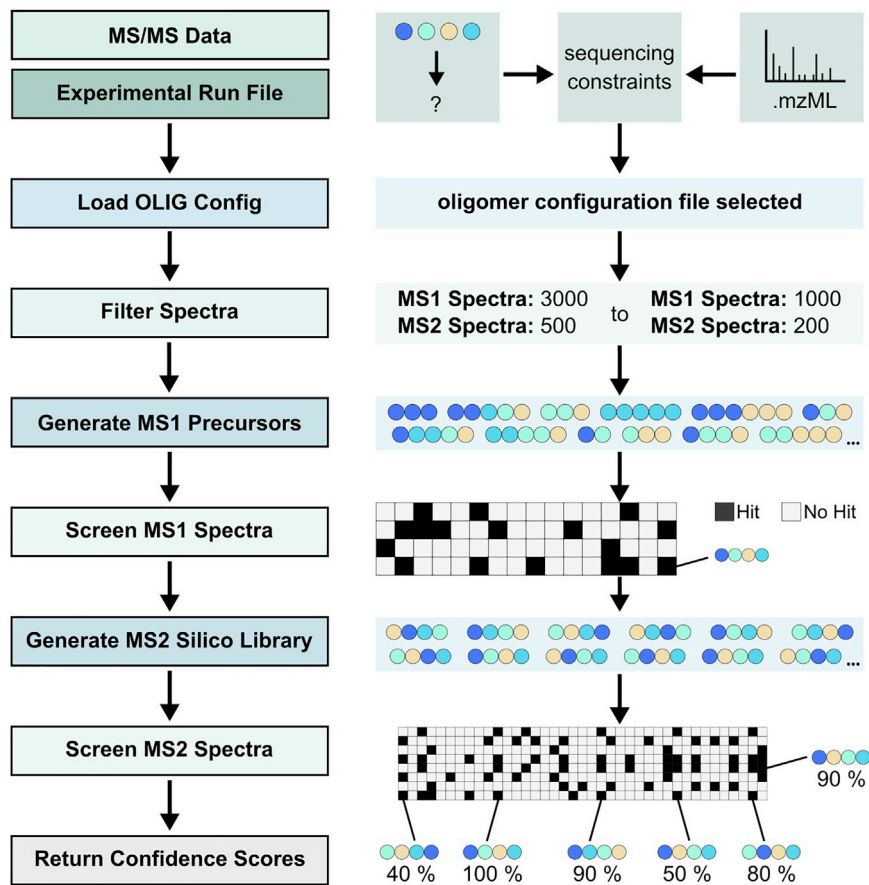 MS/MS Data
Experimental Run File
Load OLIG Config
Filter Spectra
Generate MS1 Precursors
Screen MS1 Spectra
Generate MS2 Silico Library
Screen MS2 Spectra
Return Confidence Scores
?
sequencing
constraints
.mzML
oligomer configuration file selected
MS1 Spectra: 3000
MS2 Spectra: 500
to
MS1 Spectra: 1000
MS2 Spectra: 200
...
Hit
No Hit
...
90 %
40 %
100 %
90 %
50 %
80 %